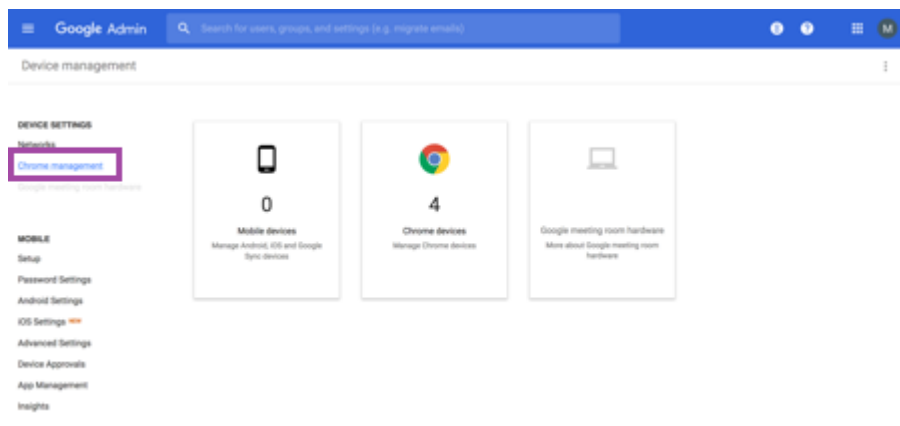 Google Admin
Search for users, groups, and settings (e.g. migrate emails)
M
Device management
DEVICE SETTINGS
Networks
Chrome management
Google meeting room hardware
MOBILE
Setup
Password Settings
Android Settings
iOS Settings NEW
Advanced Settings
Device Approvals
App Management
Insights
0
Mobile devices
Manage Android, iOS and Google
Sync devices
4
Chrome devices
Manage Chrome devices
Google meeting room hardware
More about Google meeting room
hardware